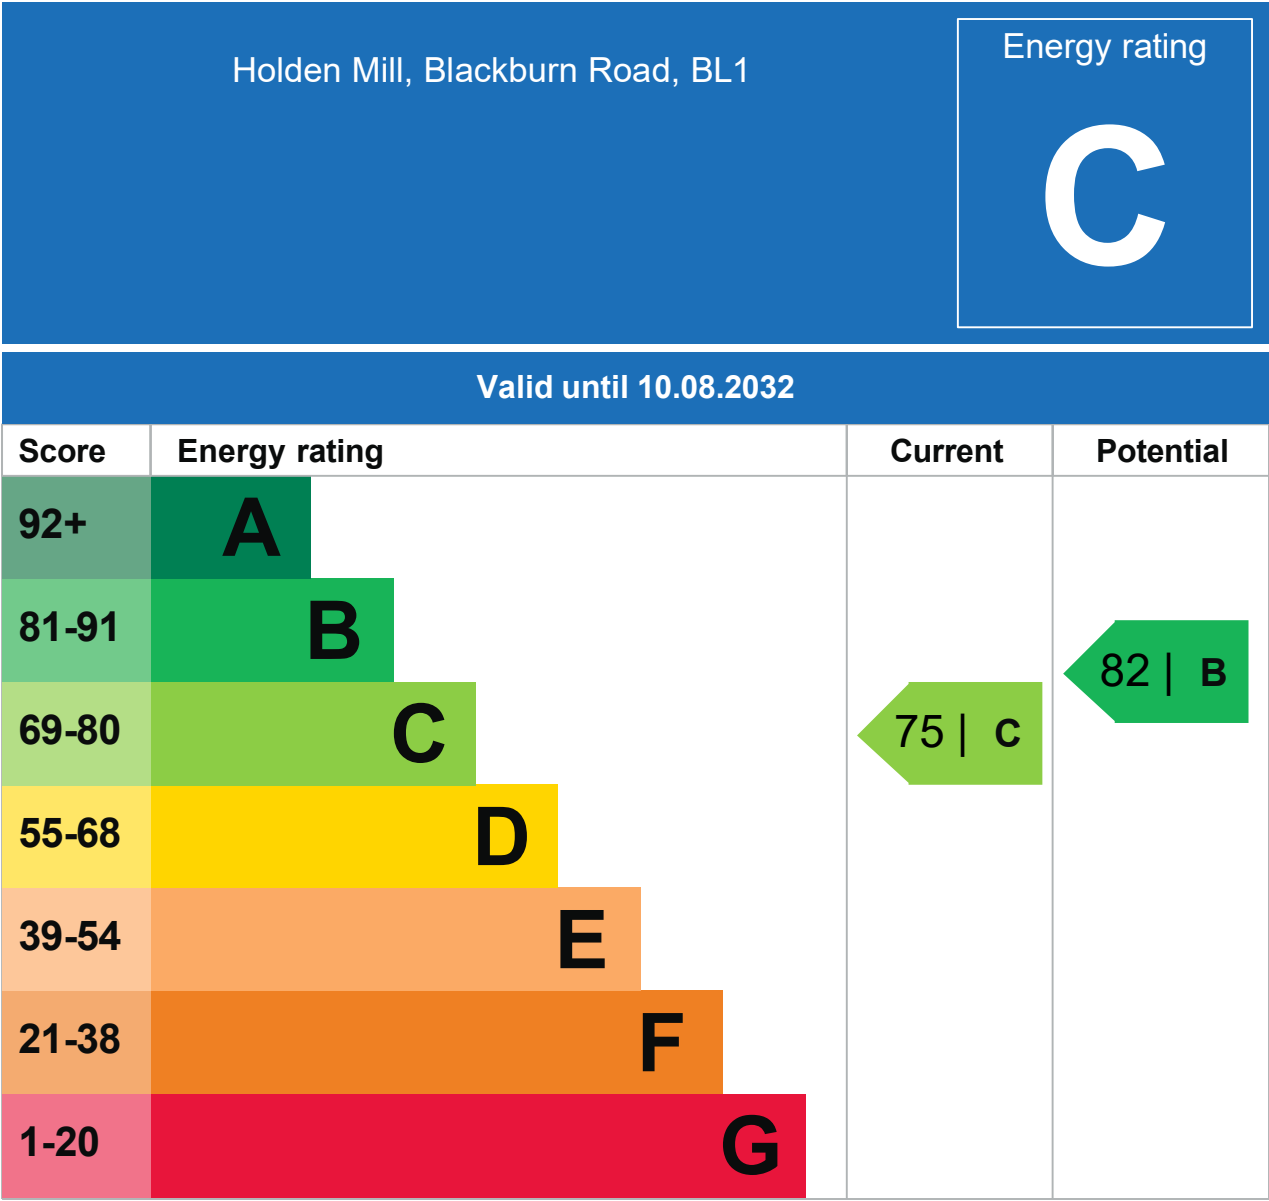 Holden Mill, Blackburn Road, BL1
Energy rating
C
Valid until 10.08.2032
Score Energy rating Current Potential
92+ A
81-91 B
82 | B
69-80 C
75 | C
55-68 D
39-54 E
21-38 F
1-20 G